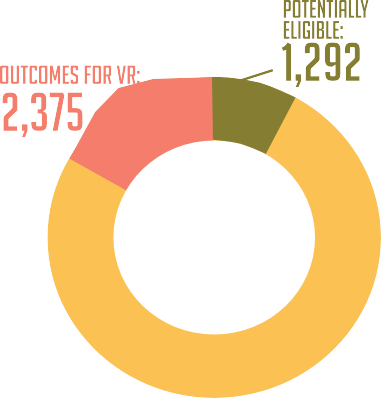 POTENTIALLY
ELIGIBLE:
1,292
OUTCOMES FOR VR:
2,375